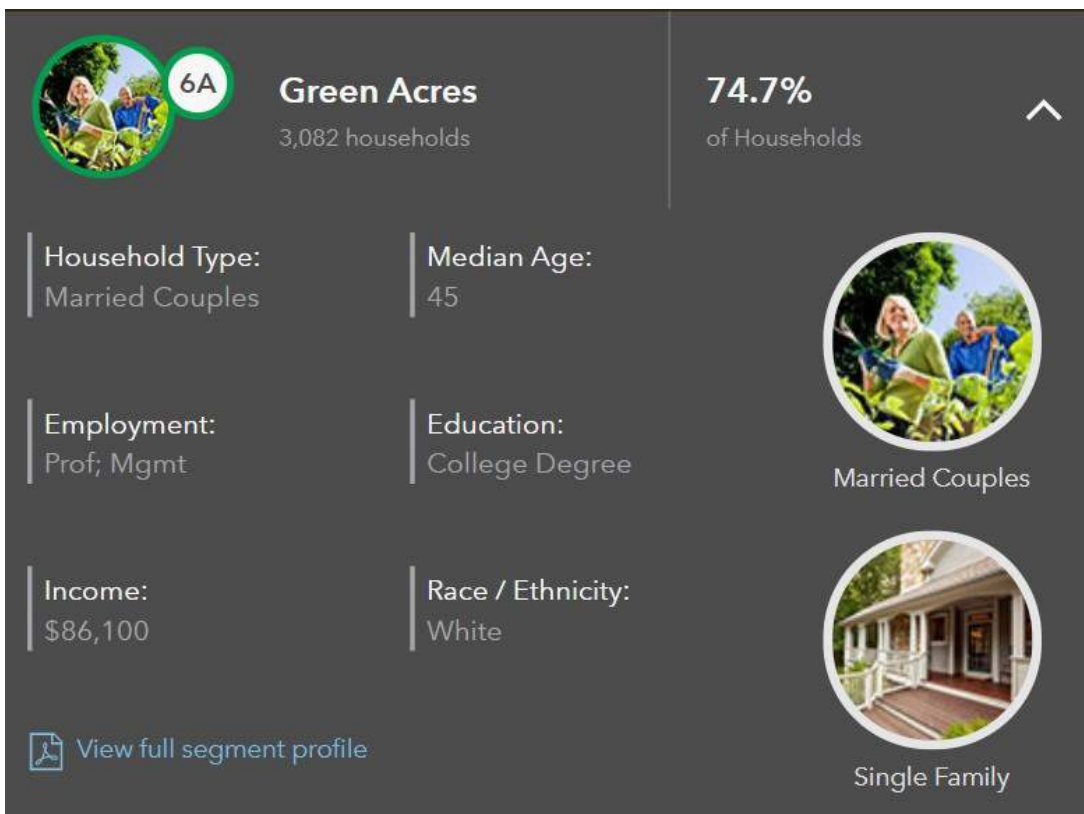 6A
Green Acres
3,082 households
74.7%
of Households
Household Type:
Married Couples
Median Age:
45
Employment:
Prof; Mgmt
Education:
College Degree
Married Couples
Income:
$86,100
Race / Ethnicity:
White
View full segment profile
Single Family